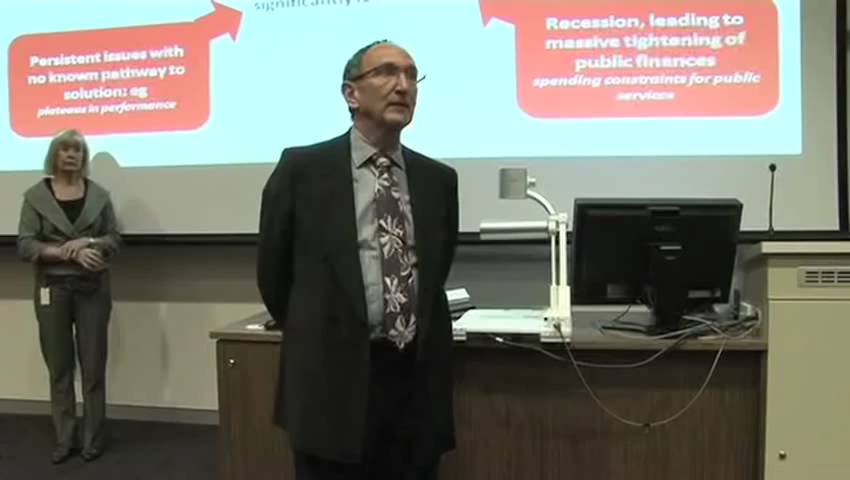 significantly
Persistent issues with
no known pathway to
solution: eg
plateaus in performance
Recession, leading to
massive tightening of
public finances
spending constraints for public
services